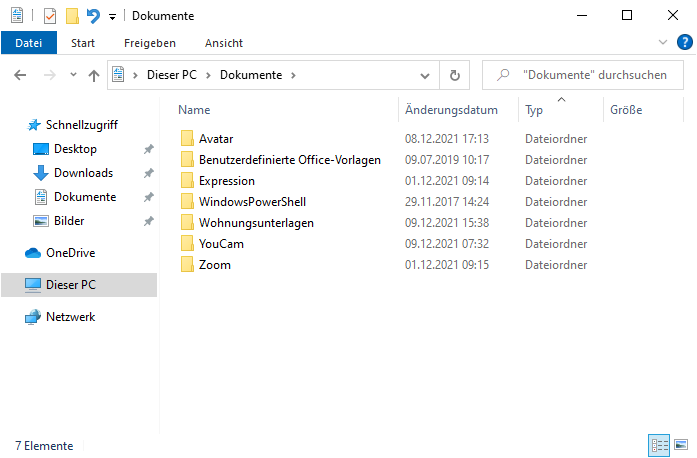 Dokumente
Datei Start Freigeben Ansicht ?
Dieser PC > Dokumente > "Dokumente" durchsuchen
Name Änderungsdatum Typ Größe
Schnellzugriff
Desktop
Downloads
Dokumente
Bilder
OneDrive
Dieser PC
Netzwerk
Avatar 08.12.2021 17:13 Dateiordner
Benutzerdefinierte Office-Vorlagen 09.07.2019 10:17 Dateiordner
Expression 01.12.2021 09:14 Dateiordner
WindowsPowerShell 29.11.2017 14:24 Dateiordner
Wohnungsunterlagen 09.12.2021 15:38 Dateiordner
YouCam 09.12.2021 07:32 Dateiordner
Zoom 01.12.2021 09:15 Dateiordner
7 Elemente